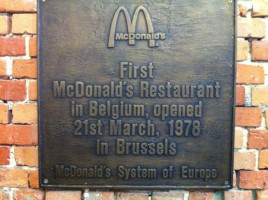 McDonald's
First
McDonald's Restaurant
in Belgium, opened
21st March, 1978
in Brussels
McDonald's System of Europe